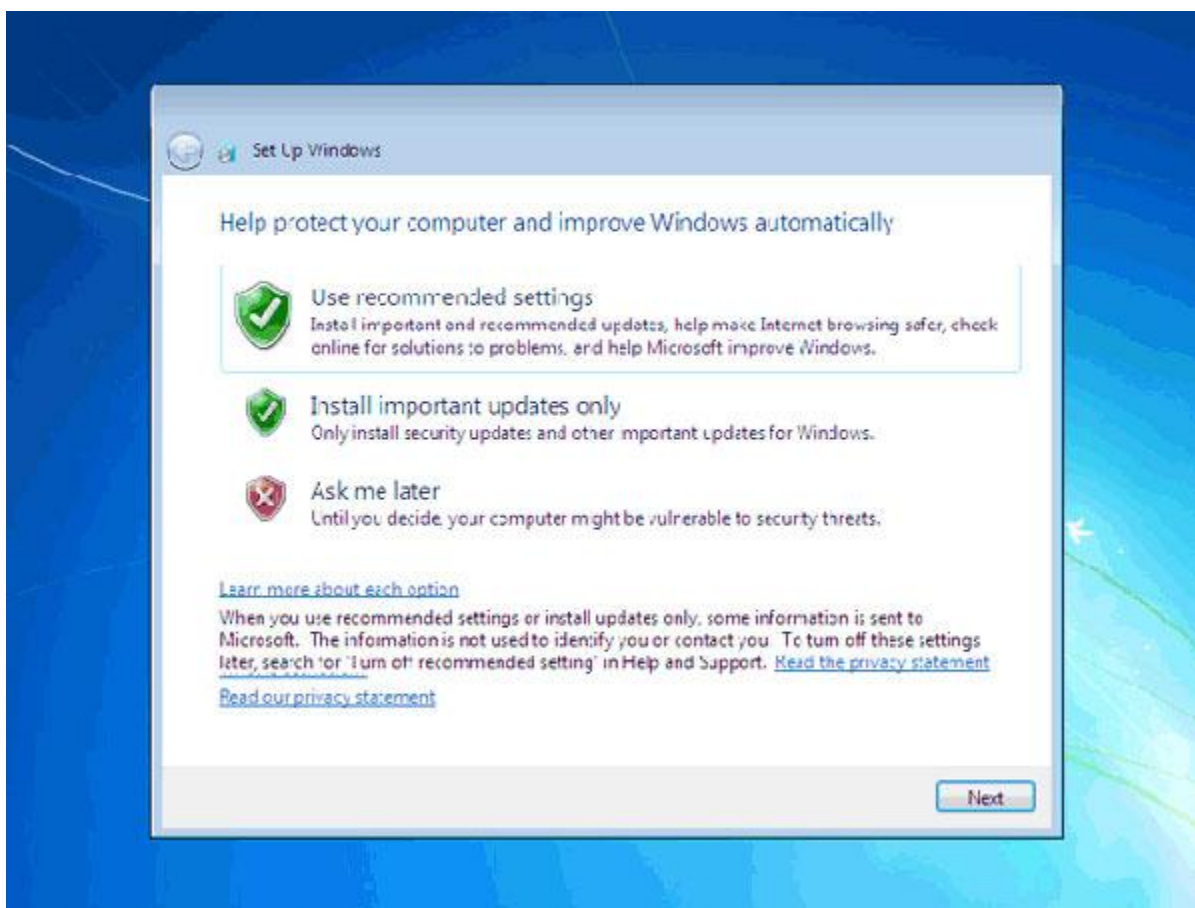 Set Up Windows
Help protect your computer and improve Windows automatically
Use recommended settings
Install important and recommended updates, help make Internet browsing safer, check
online for solutions to problems, and help Microsoft improve Windows.
Install important updates only
Only install security updates and other important updates for Windows.
Ask me later
Until you decide, your computer might be vulnerable to security threats.
Learn more about each option
When you use recommended settings or install updates only, some information is sent to
Microsoft. The information is not used to identify you or contact you. To turn off these settings
later, search for "Turn off recommended setting" in Help and Support. Read the privacy statement
Read our privacy statement
Next